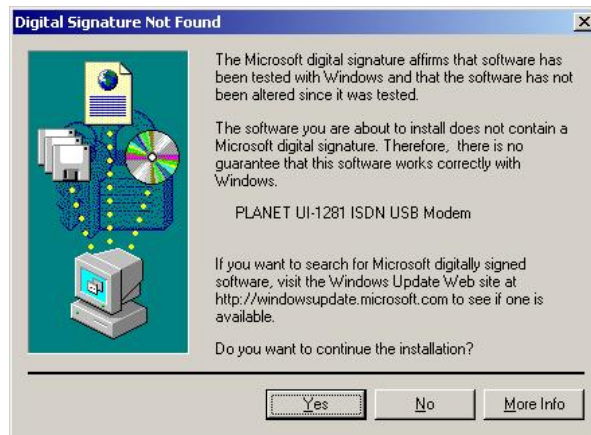 Digital Signature Not Found
The Microsoft digital signature affirms that software has
been tested with Windows and that the software has not
been altered since it was tested.
The software you are about to install does not contain a
Microsoft digital signature. Therefore, there is no
guarantee that this software works correctly with
Windows.
PLANET UI-1281 ISDN USB Modem
If you want to search for Microsoft digitally signed
software, visit the Windows Update Web site at
http://windowsupdate.microsoft.com to see if one is
available.
Do you want to continue the installation?
Yes No More Info